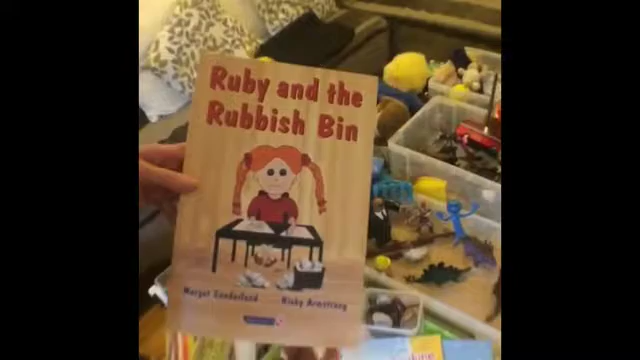 Ruby and the
Rubbish Bin
Margot Sunderland
Nicky Armstrong